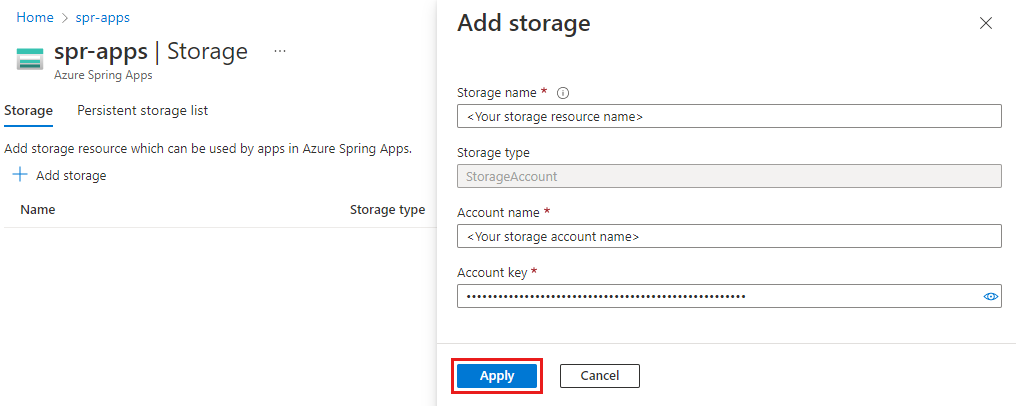 Home > spr-apps
spr-apps | Storage ...
Azure Spring Apps
Storage Persistent storage list
Add storage resource which can be used by apps in Azure Spring Apps.
+ Add storage
Name Storage type
Add storage
Storage name *
<Your storage resource name>
Storage type
StorageAccount
Account name *
<Your storage account name>
Account key *
•••••••••••••••••••••••••••••••••••••••••••••••••••••
Apply Cancel